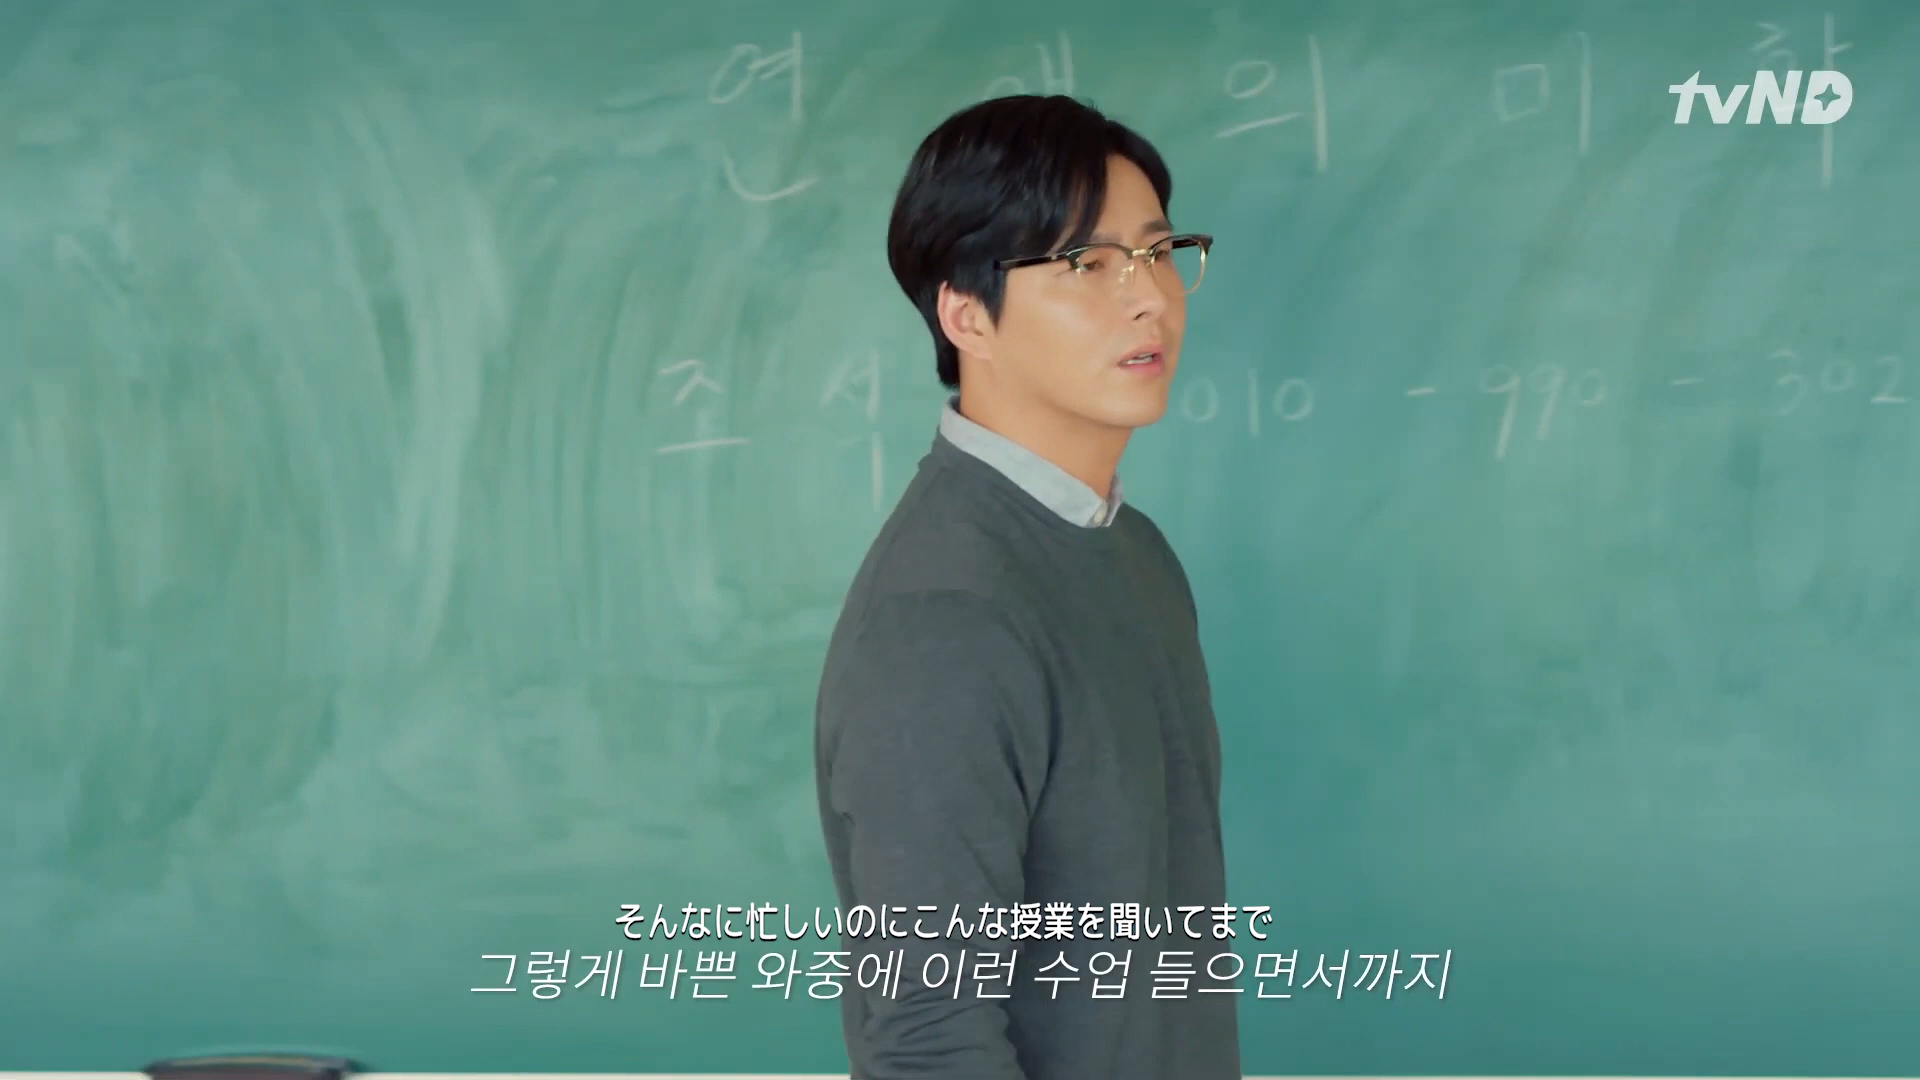 연 애 의 미 학
tvND
조 석 010 - 990 - 302
そんなに忙しいのにこんな授業を聞いてまで
그렇게 바쁜 와중에 이런 수업 들으면서까지